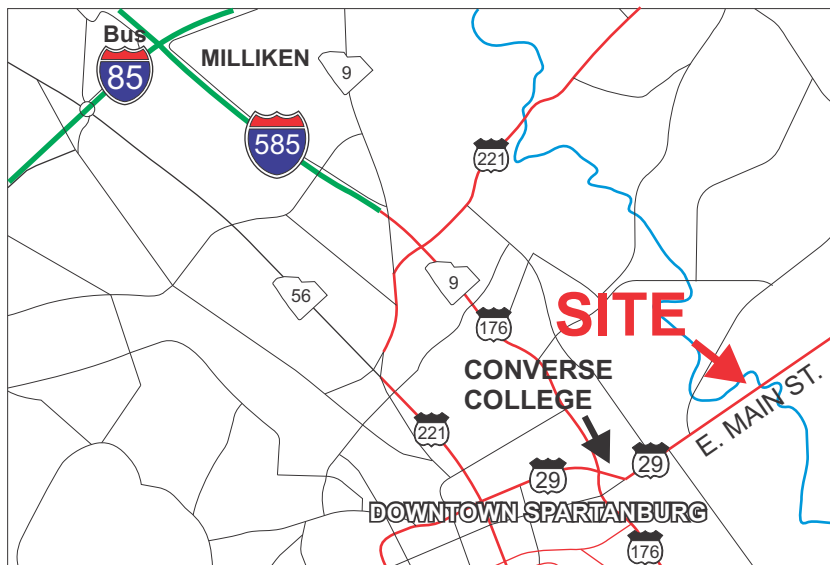 Bus
85
MILLIKEN
9
585
221
9
56
176
SITE
CONVERSE
COLLEGE
E. MAIN ST.
221
29
29
DOWNTOWN SPARTANBURG
176